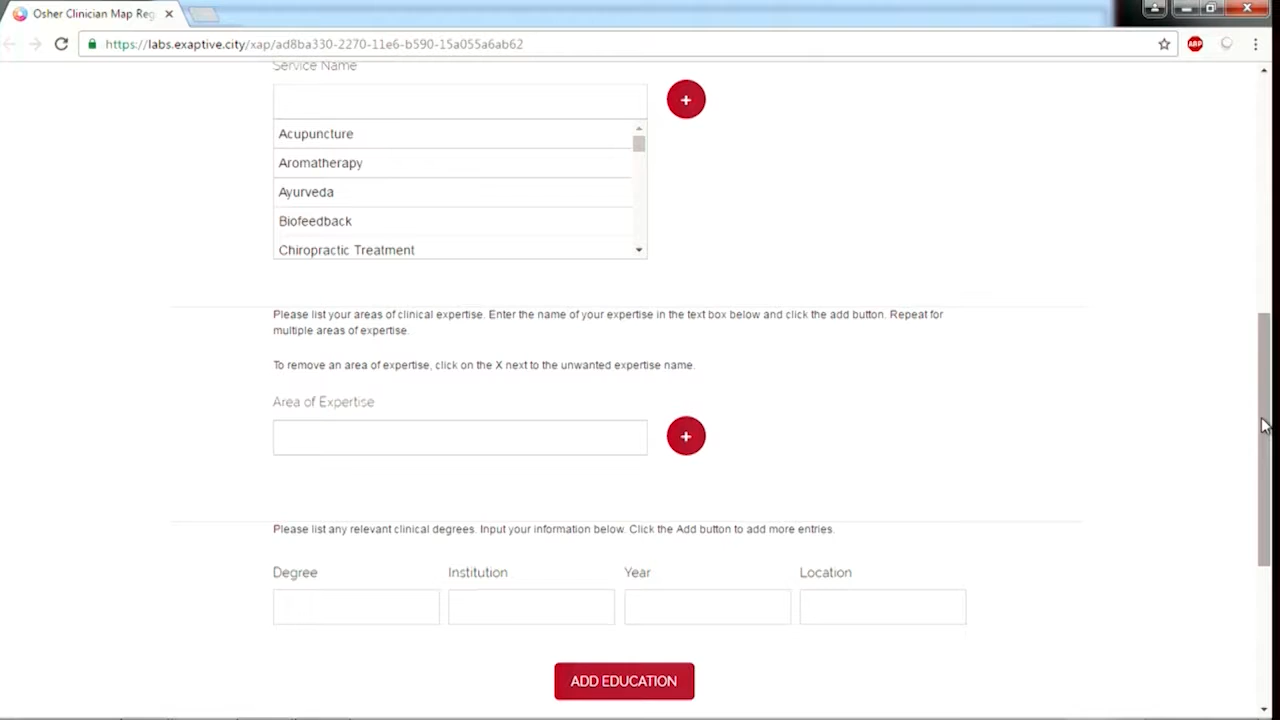 Osher Clinician Map Reg
https://labs.exaptive.city/xap/ad8ba330-2270-11e6-b590-15a055a6ab62
ABP
Service Name
+
Acupuncture
Aromatherapy
Ayurveda
Biofeedback
Chiropractic Treatment
Please list your areas of clinical expertise. Enter the name of your expertise in the text box below and click the add button. Repeat for
multiple areas of expertise.
To remove an area of expertise, click on the X next to the unwanted expertise name.
Area of Expertise
+
Please list any relevant clinical degrees. Input your information below. Click the Add button to add more entries.
Degree Institution Year Location
ADD EDUCATION